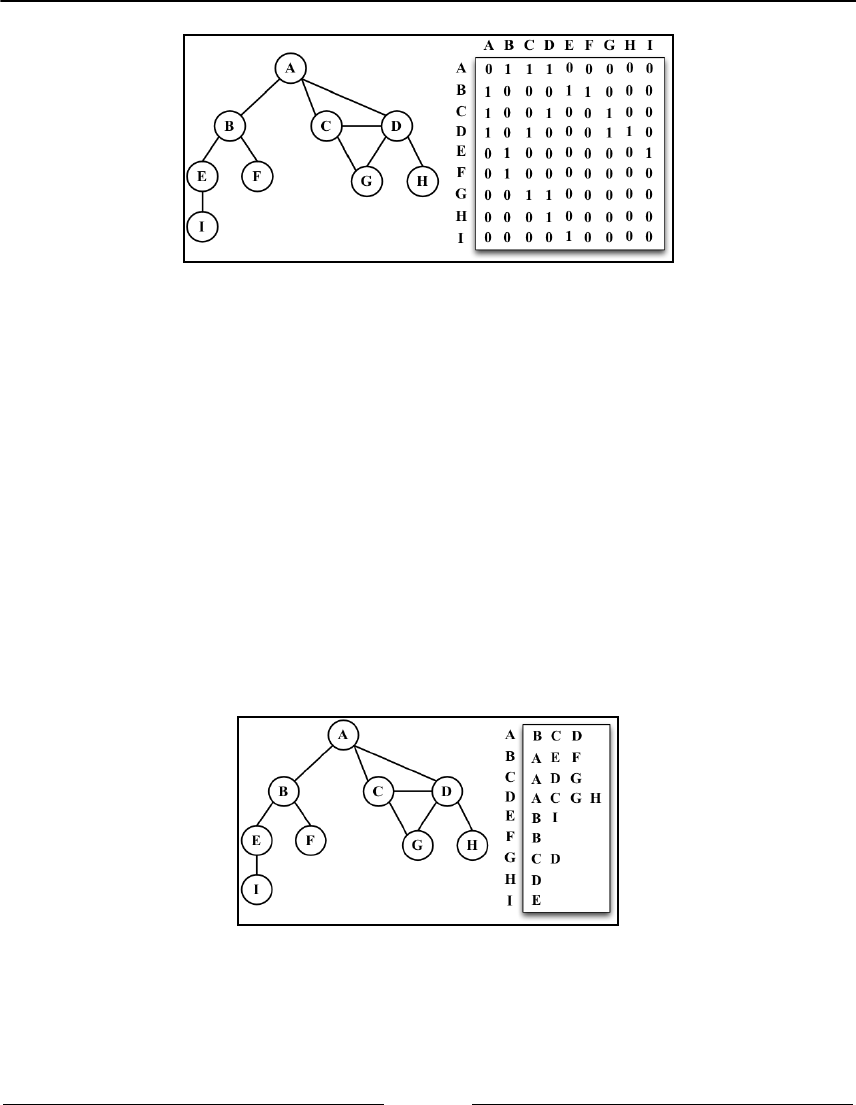 A B C D E F G H I
A 0 1 1 1 0 0 0 0 0
B 1 0 0 0 1 1 0 0 0
C 1 0 0 1 0 0 1 0 0
D 1 0 1 0 0 0 1 1 0
E 0 1 0 0 0 0 0 0 1
F 0 1 0 0 0 0 0 0 0
G 0 0 1 1 0 0 0 0 0
H 0 0 0 1 0 0 0 0 0
I 0 0 0 0 1 0 0 0 0
A
B C D
E F G H
I
A B C D
B A E F
C A D G
D A C G H
E B I
F B
G C D
H D
I E
A
B C D
E F G H
I